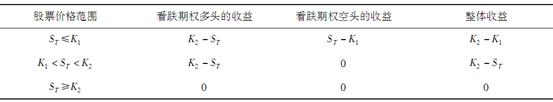 股票价格范围 看跌期权多头的收益 看跌期权空头的收益 整体收益
S_T ≤ K_1 K_2 − S_T S_T − K_1 K_2 − K_1
K_1 < S_T < K_2 K_2 − S_T 0 K_2 − S_T
S_T ≥ K_2 0 0 0